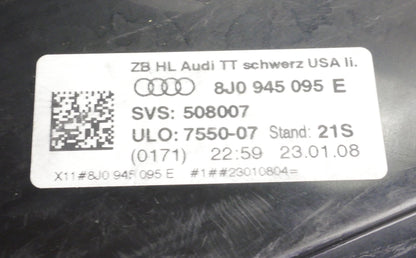 ZB HL Audi TT schwerz USA li.
8J0 945 095 E
SVS: 508007
ULO: 7550-07 Stand: 21S
(0171) 22:59 23.01.08
X11#8J0 945 095 E #1##23010804=